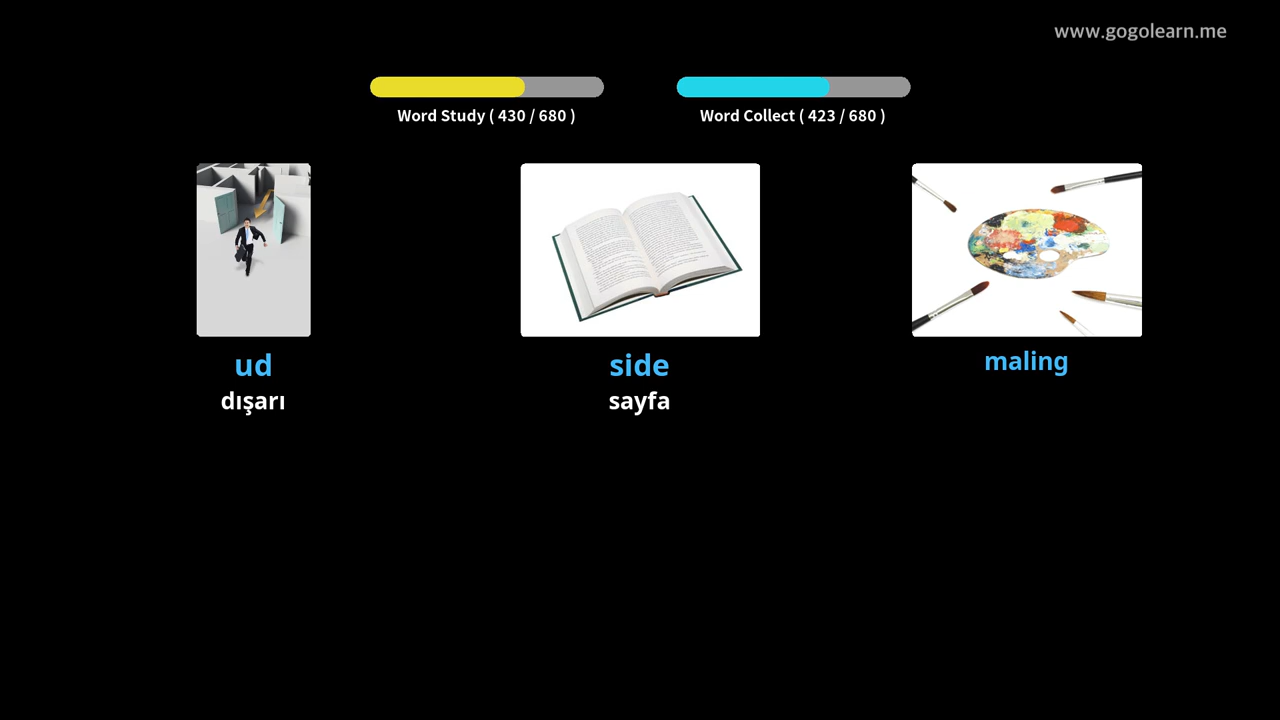 www.gogolearn.me
Word Study ( 430 / 680 )
Word Collect ( 423 / 680 )
ud
dışarı
side
sayfa
maling